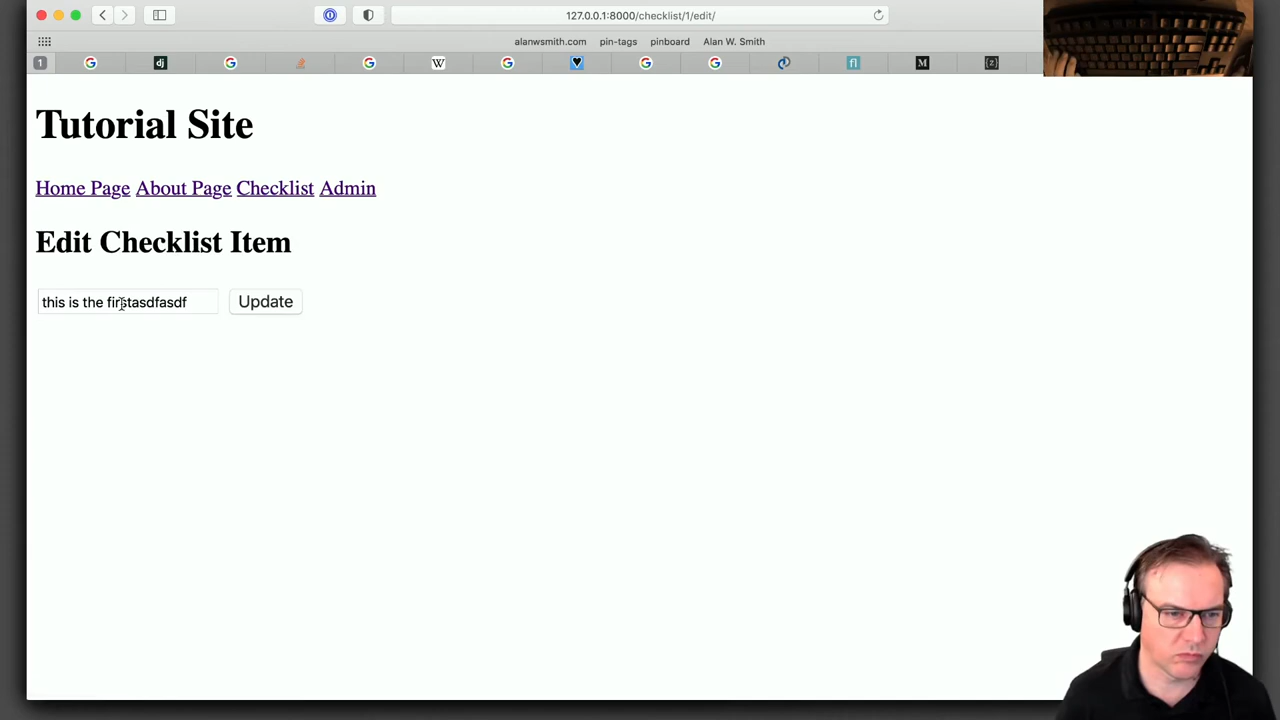 127.0.0.1:8000/checklist/1/edit/
alanwsmith.com pin-tags pinboard Alan W. Smith
1
Tutorial Site
Home Page About Page Checklist Admin
Edit Checklist Item
this is the firstasdfasdf Update